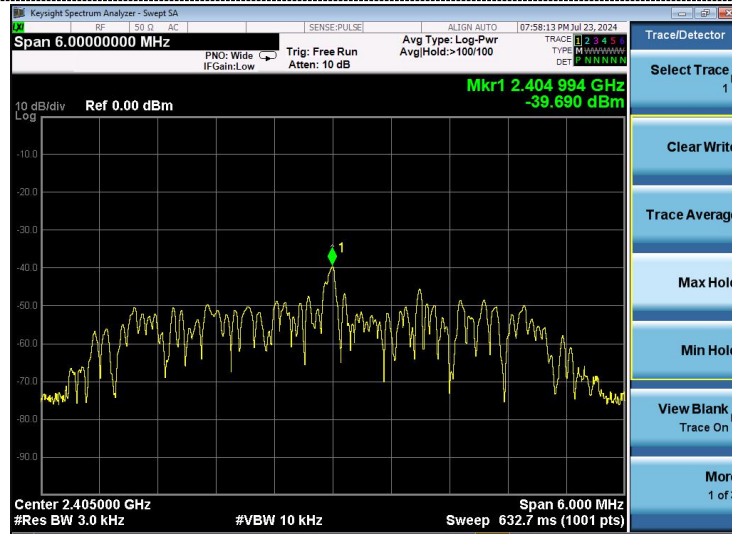 Keysight Spectrum Analyzer - Swept SA
LXI RF 50 Ω AC SENSE:PULSE ALIGN AUTO 07:58:13 PM Jul 23, 2024
Span 6.00000000 MHz
PNO: Wide
IFGain:Low
Trig: Free Run
Atten: 10 dB
Avg Type: Log-Pwr
Avg|Hold:>100/100
TRACE 1 2 3 4 5 6
TYPE M WWWWW
DET P N N N N N
Mkr1 2.404 994 GHz
-39.690 dBm
10 dB/div Ref 0.00 dBm
Log
-10.0
-20.0
-30.0
-40.0
-50.0
-60.0
-70.0
-80.0
-90.0
1
Center 2.405000 GHz
Span 6.000 MHz
#Res BW 3.0 kHz
#VBW 10 kHz
Sweep 632.7 ms (1001 pts)
Trace/Detector
Select Trace
1
Clear Write
Trace Average
Max Hold
Min Hold
View Blank
Trace On
More
1 of